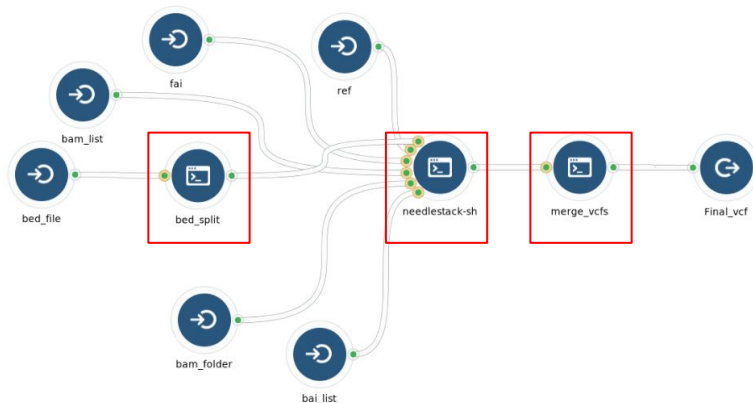 fai
ref
bam_list
bed_file
bed_split
needlestack-sh
merge_vcfs
Final_vcf
bam_folder
bai_list